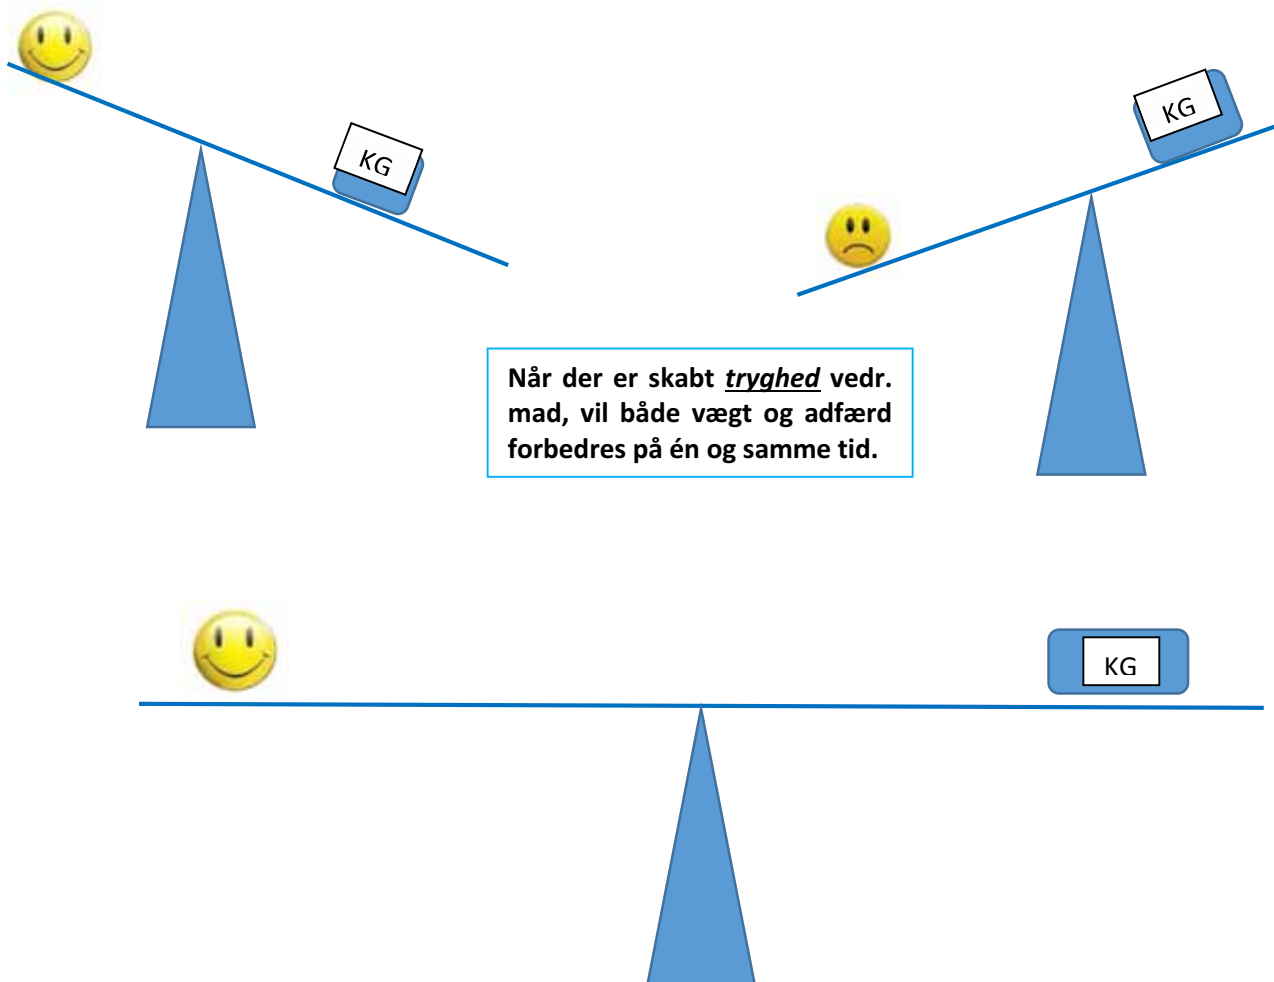 KG
KG
Når der er skabt tryghed vedr.
mad, vil både vægt og adfærd
forbedres på én og samme tid.
KG